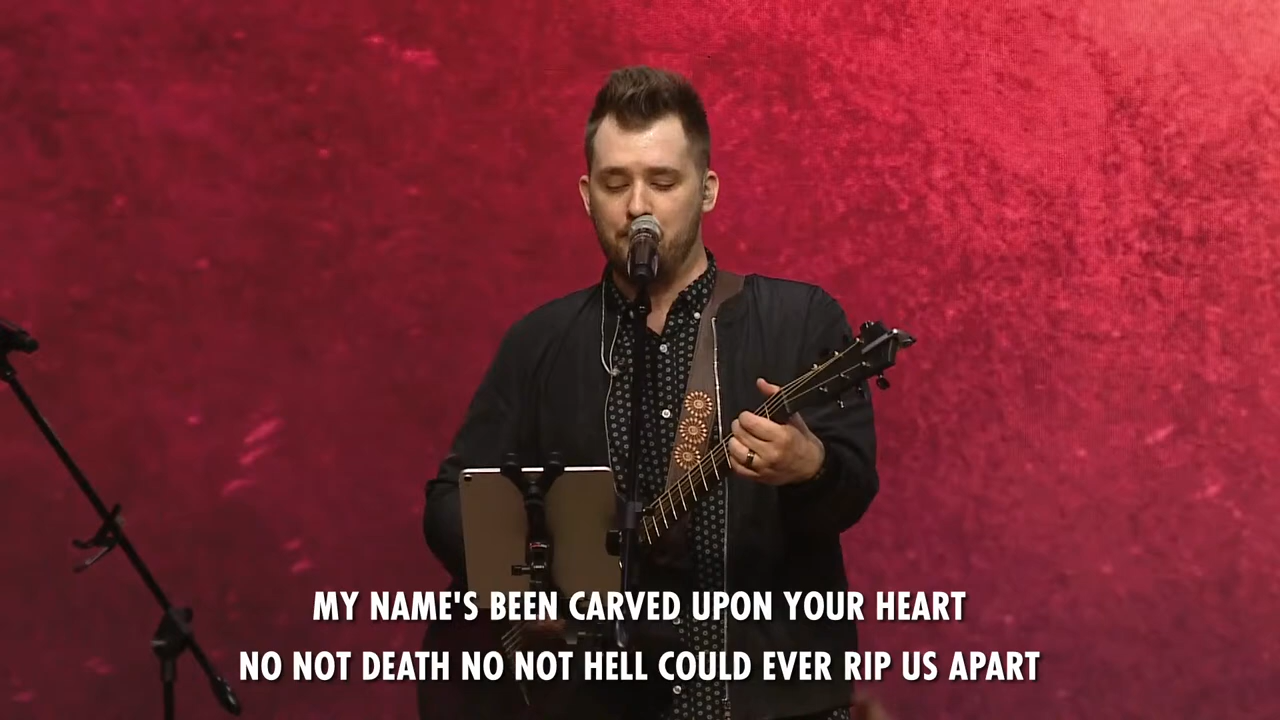 MY NAME'S BEEN CARVED UPON YOUR HEART
NO NOT DEATH NO NOT HELL COULD EVER RIP US APART